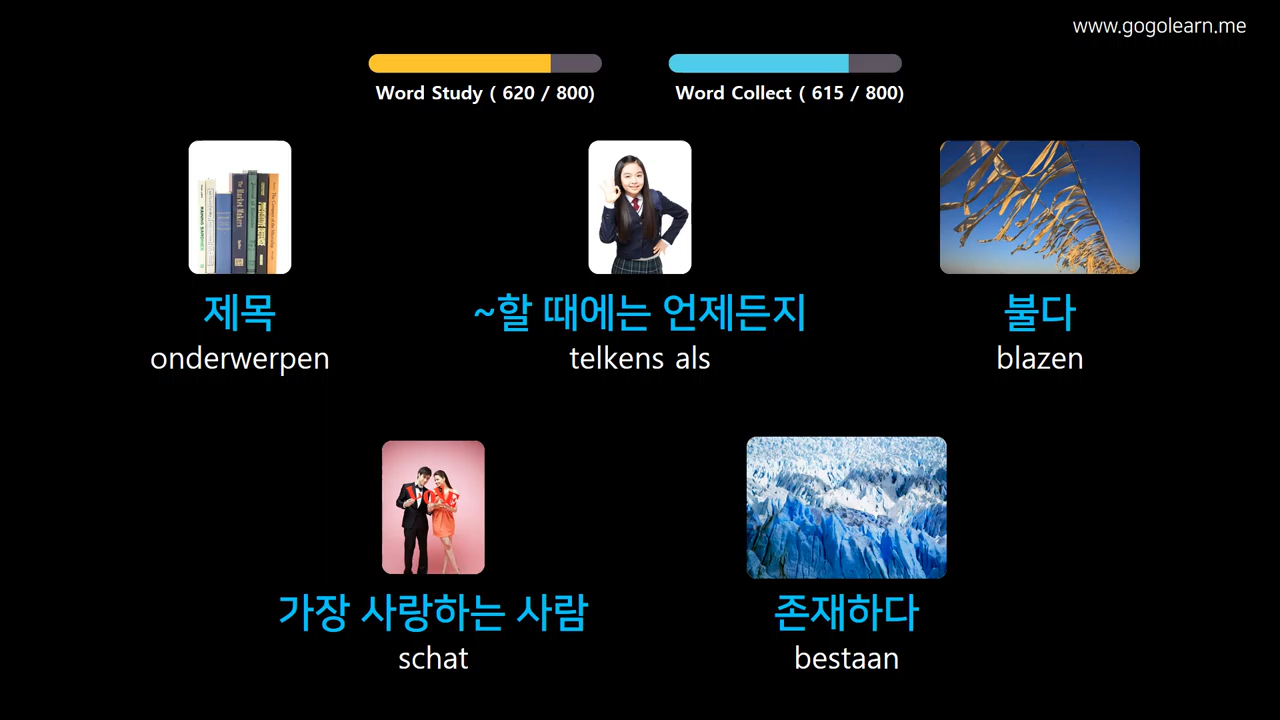 www.gogolearn.me
Word Study ( 620 / 800)
Word Collect ( 615 / 800)
제목
onderwerpen
~할 때에는 언제든지
telkens als
불다
blazen
가장 사랑하는 사람
schat
존재하다
bestaan